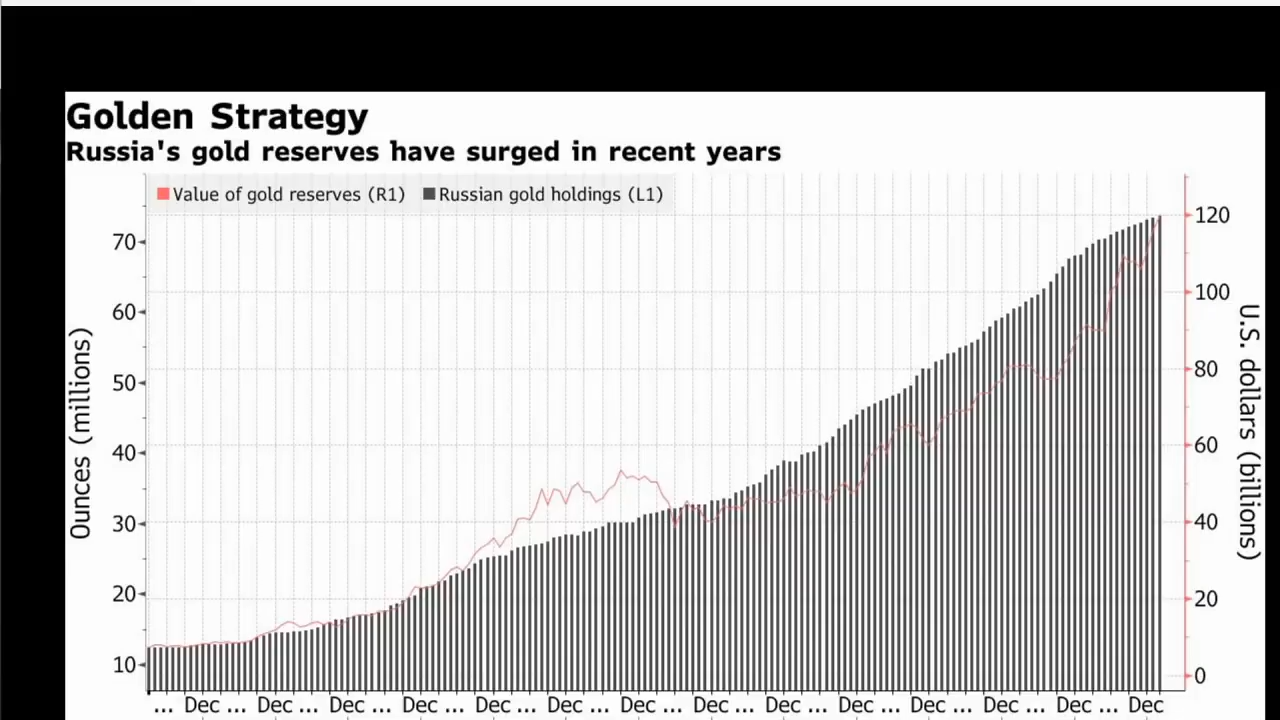 Golden Strategy
Russia's gold reserves have surged in recent years
Value of gold reserves (R1) Russian gold holdings (L1)
Ounces (millions)
70
60
50
40
30
20
10
120
100
80
60
40
20
0
U.S. dollars (billions)
... Dec ... Dec ... Dec ... Dec ... Dec ... Dec ... Dec ... Dec ... Dec ... Dec ... Dec ... Dec ... Dec ... Dec